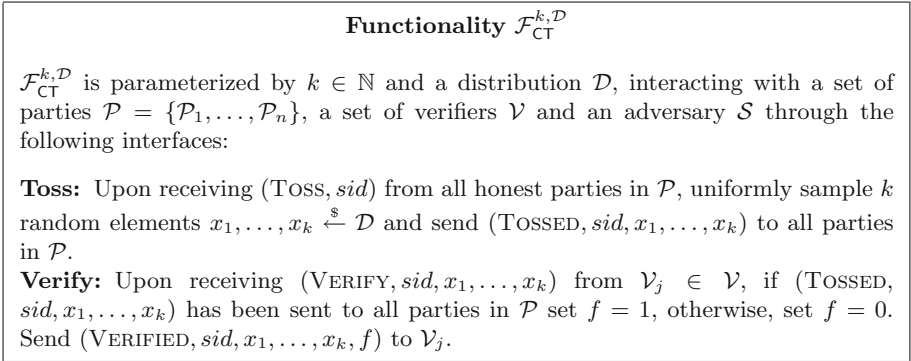 Functionality $\mathcal{F}_{\mathsf{CT}}^{k,\mathcal{D}}$
$\mathcal{F}_{\mathsf{CT}}^{k,\mathcal{D}}$ is parameterized by $k \in \mathbb{N}$ and a distribution $\mathcal{D}$, interacting with a set of
parties $\mathcal{P} = \{\mathcal{P}_1, \ldots, \mathcal{P}_n\}$, a set of verifiers $\mathcal{V}$ and an adversary $\mathcal{S}$ through the
following interfaces:
Toss: Upon receiving (TOSS, $sid$) from all honest parties in $\mathcal{P}$, uniformly sample $k$
random elements $x_1, \ldots, x_k \stackrel{\$}{\leftarrow} \mathcal{D}$ and send (TOSSED, $sid, x_1, \ldots, x_k$) to all parties
in $\mathcal{P}$.
Verify: Upon receiving (VERIFY, $sid, x_1, \ldots, x_k$) from $\mathcal{V}_j \in \mathcal{V}$, if (TOSSED,
$sid, x_1, \ldots, x_k$) has been sent to all parties in $\mathcal{P}$ set $f = 1$, otherwise, set $f = 0$.
Send (VERIFIED, $sid, x_1, \ldots, x_k, f$) to $\mathcal{V}_j$.